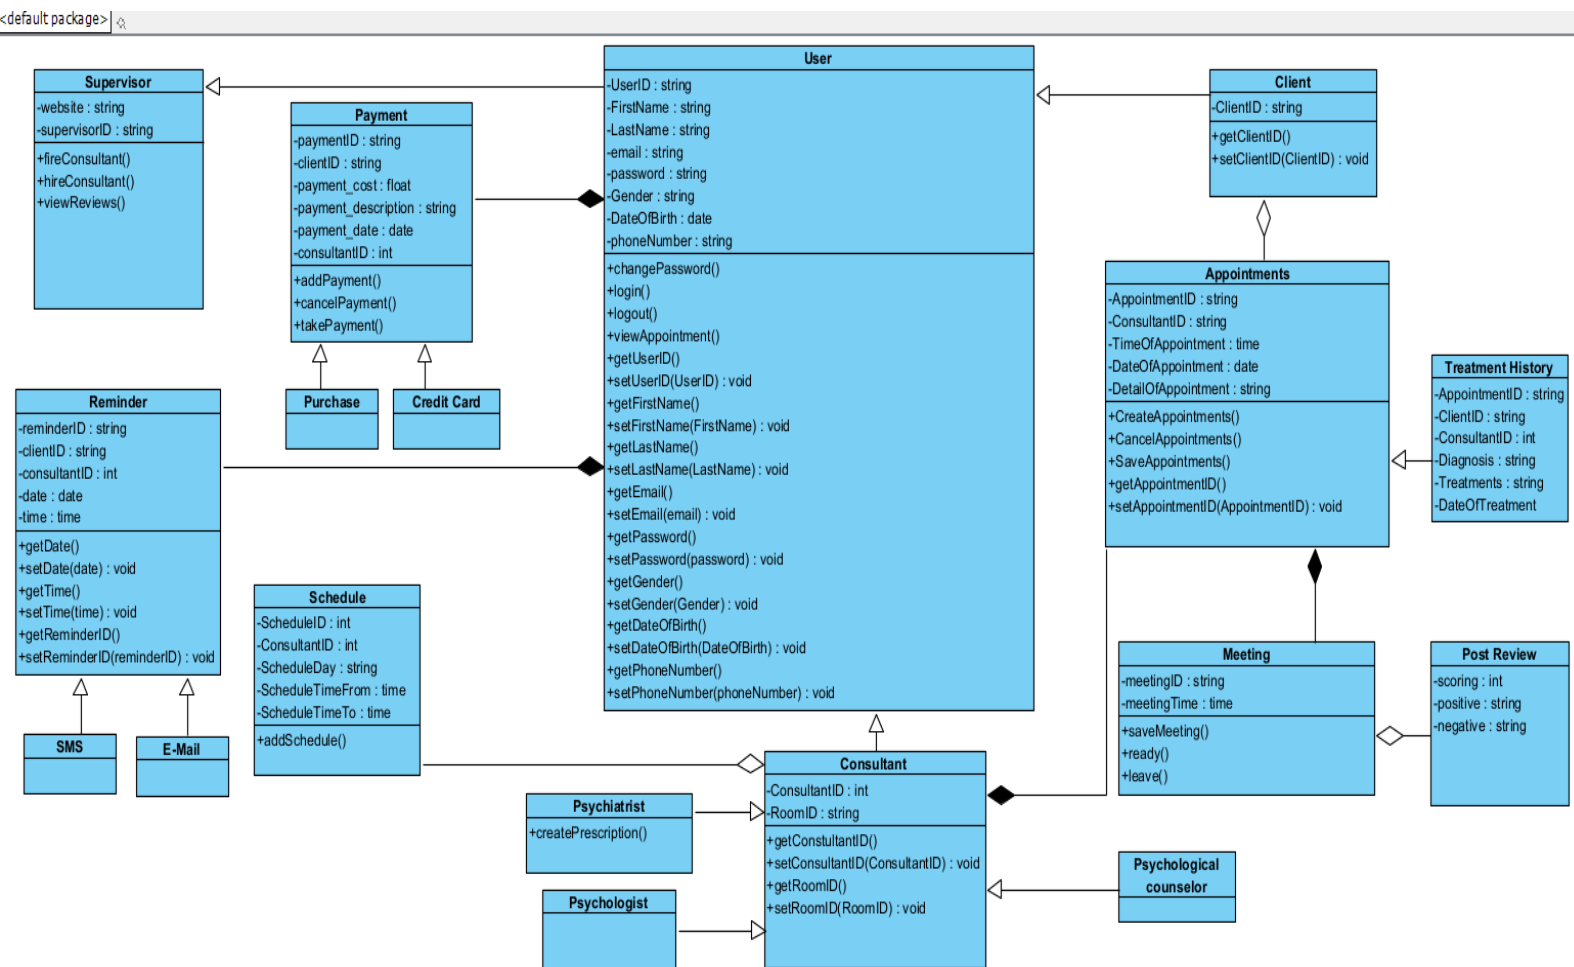 <default package>
Supervisor
-website : string
-supervisorID : string
+fireConsultant()
+hireConsultant()
+viewReviews()
Payment
-paymentID : string
-clientID : string
-payment_cost : float
-payment_description : string
-payment_date : date
-consultantID : int
+addPayment()
+cancelPayment()
+takePayment()
Purchase
Credit Card
User
-UserID : string
-FirstName : string
-LastName : string
-email : string
-password : string
-Gender : string
-DateOfBirth : date
-phoneNumber : string
+changePassword()
+login()
+logout()
+viewAppointment()
+getUserID()
+setUserID(UserID) : void
+getFirstName()
+setFirstName(FirstName) : void
+getLastName()
+setLastName(LastName) : void
+getEmail()
+setEmail(email) : void
+getPassword()
+setPassword(password) : void
+getGender()
+setGender(Gender) : void
+getDateOfBirth()
+setDateOfBirth(DateOfBirth) : void
+getPhoneNumber()
+setPhoneNumber(phoneNumber) : void
Client
-ClientID : string
+getClientID()
+setClientID(ClientID) : void
Appointments
-AppointmentID : string
-ConsultantID : string
-TimeOfAppointment : time
-DateOfAppointment : date
-DetailOfAppointment : string
+CreateAppointments()
+CancelAppointments()
+SaveAppointments()
+getAppointmentID()
+setAppointmentID(AppointmentID) : void
Treatment History
-AppointmentID : string
-ClientID : string
-ConsultantID : int
-Diagnosis : string
-Treatments : string
-DateOfTreatment
Reminder
-reminderID : string
-clientID : string
-consultantID : int
-date : date
-time : time
+getDate()
+setDate(date) : void
+getTime()
+setTime(time) : void
+getReminderID()
+setReminderID(reminderID) : void
SMS
E-Mail
Schedule
-ScheduleID : int
-ConsultantID : int
-ScheduleDay : string
-ScheduleTimeFrom : time
-ScheduleTimeTo : time
+addSchedule()
Meeting
-meetingID : string
-meetingTime : time
+saveMeeting()
+ready()
+leave()
Post Review
-scoring : int
-positive : string
-negative : string
Consultant
-ConsultantID : int
-RoomID : string
+getConstultantID()
+setConsultantID(ConsultantID) : void
+getRoomID()
+setRoomID(RoomID) : void
Psychiatrist
+createPrescription()
Psychologist
Psychological
counselor